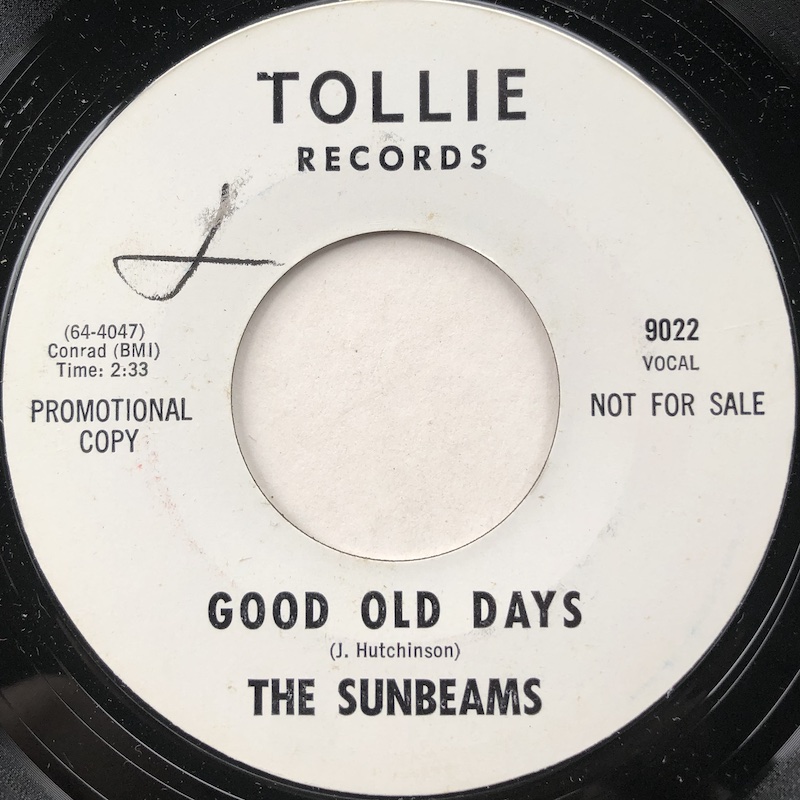 TOLLIE
RECORDS
(64-4047)
Conrad (BMI)
Time: 2:33
PROMOTIONAL
COPY
9022
VOCAL
NOT FOR SALE
GOOD OLD DAYS
(J. Hutchinson)
THE SUNBEAMS